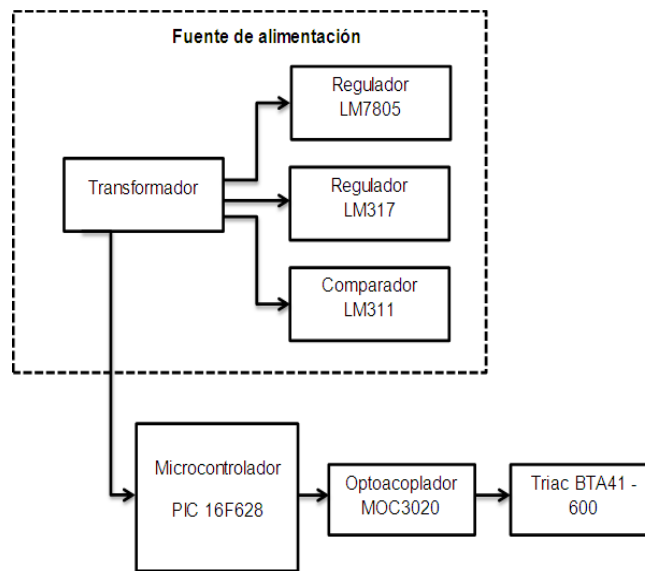 Fuente de alimentación
Regulador
LM7805
Transformador
Regulador
LM317
Comparador
LM311
Microcontrolador
PIC 16F628
Optoacoplador
MOC3020
Triac BTA41 -
600